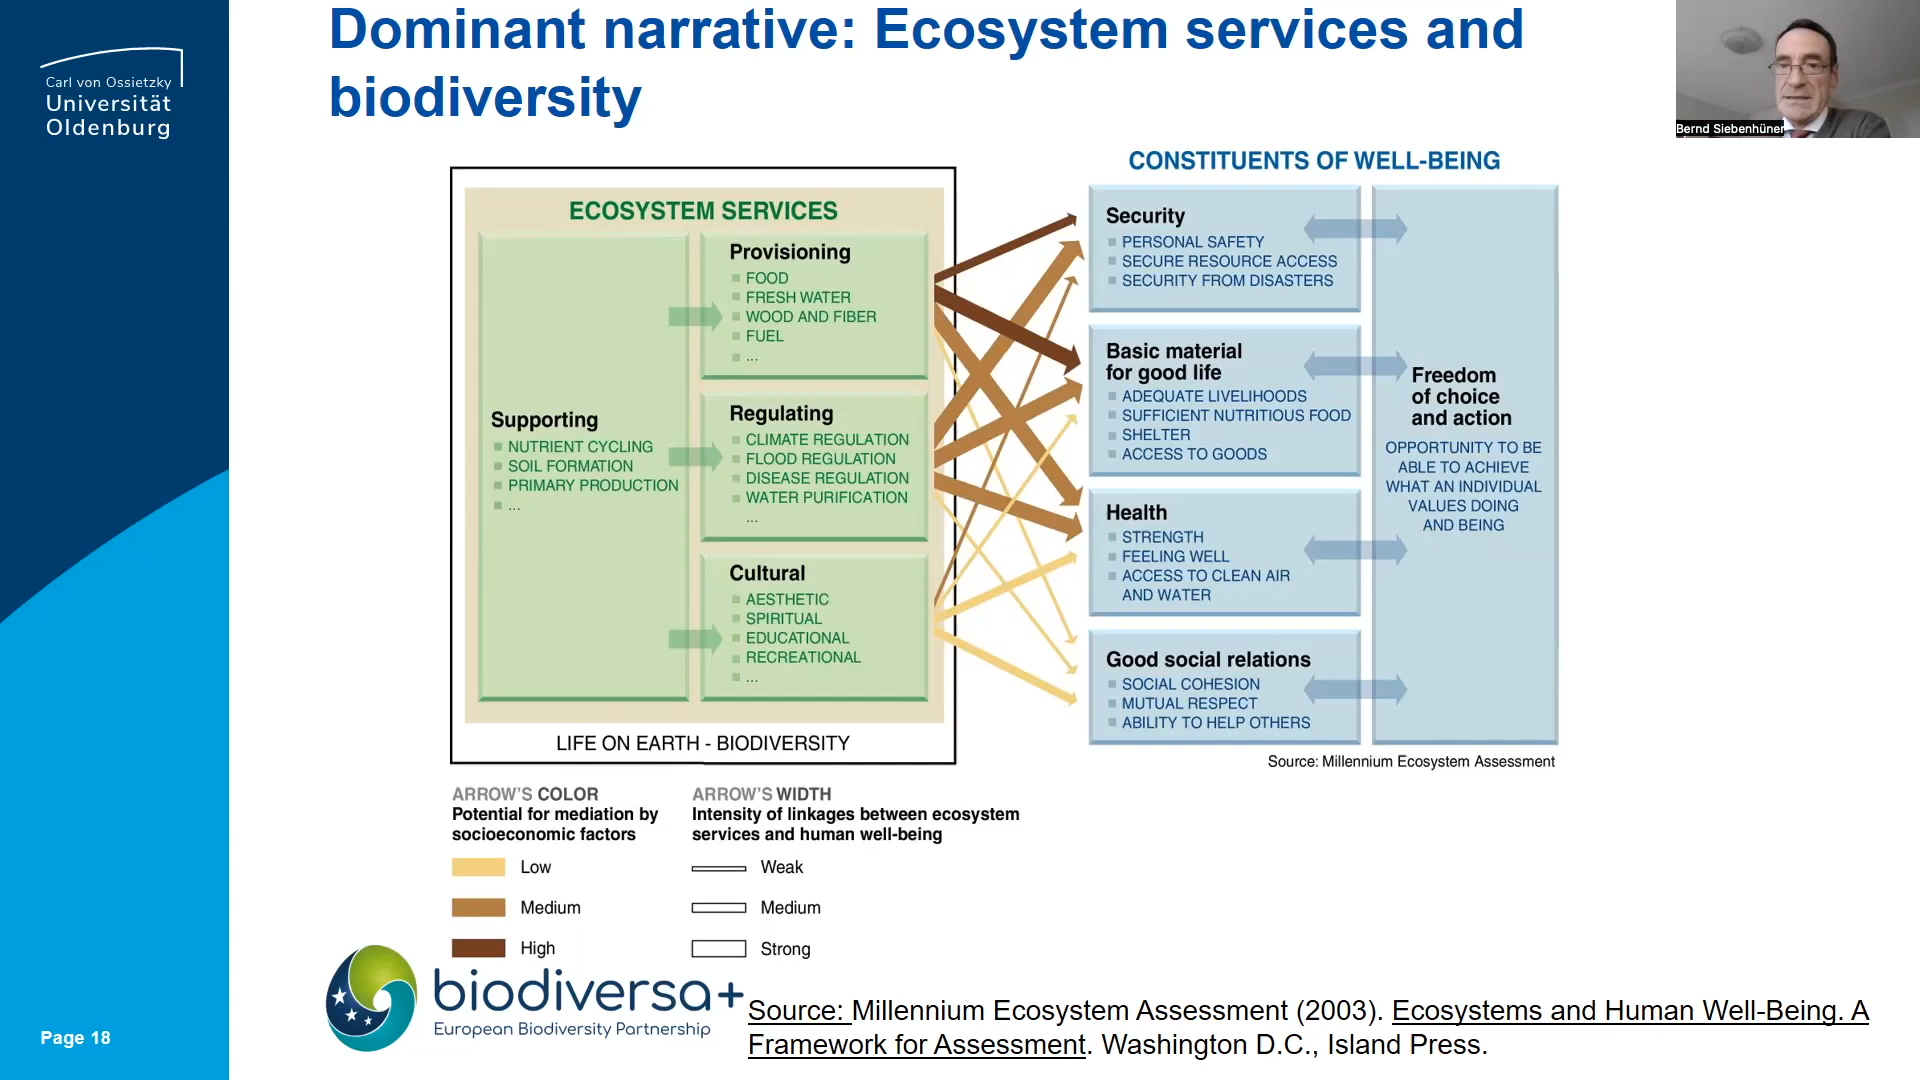 Dominant narrative: Ecosystem services and
biodiversity
Carl von Ossietzky
Universität
Oldenburg
Bernd Siebenhüner
ECOSYSTEM SERVICES
Supporting
NUTRIENT CYCLING
SOIL FORMATION
PRIMARY PRODUCTION
...
Provisioning
FOOD
FRESH WATER
WOOD AND FIBER
FUEL
...
Regulating
CLIMATE REGULATION
FLOOD REGULATION
DISEASE REGULATION
WATER PURIFICATION
...
Cultural
AESTHETIC
SPIRITUAL
EDUCATIONAL
RECREATIONAL
...
LIFE ON EARTH - BIODIVERSITY
CONSTITUENTS OF WELL-BEING
Security
PERSONAL SAFETY
SECURE RESOURCE ACCESS
SECURITY FROM DISASTERS
Basic material
for good life
ADEQUATE LIVELIHOODS
SUFFICIENT NUTRITIOUS FOOD
SHELTER
ACCESS TO GOODS
Health
STRENGTH
FEELING WELL
ACCESS TO CLEAN AIR
AND WATER
Good social relations
SOCIAL COHESION
MUTUAL RESPECT
ABILITY TO HELP OTHERS
Freedom
of choice
and action
OPPORTUNITY TO BE
ABLE TO ACHIEVE
WHAT AN INDIVIDUAL
VALUES DOING
AND BEING
Source: Millennium Ecosystem Assessment
ARROW'S COLOR
Potential for mediation by
socioeconomic factors
Low
Medium
High
ARROW'S WIDTH
Intensity of linkages between ecosystem
services and human well-being
Weak
Medium
Strong
biodiversa+
European Biodiversity Partnership
Source: Millennium Ecosystem Assessment (2003). Ecosystems and Human Well-Being. A
Framework for Assessment. Washington D.C., Island Press.
Page 18